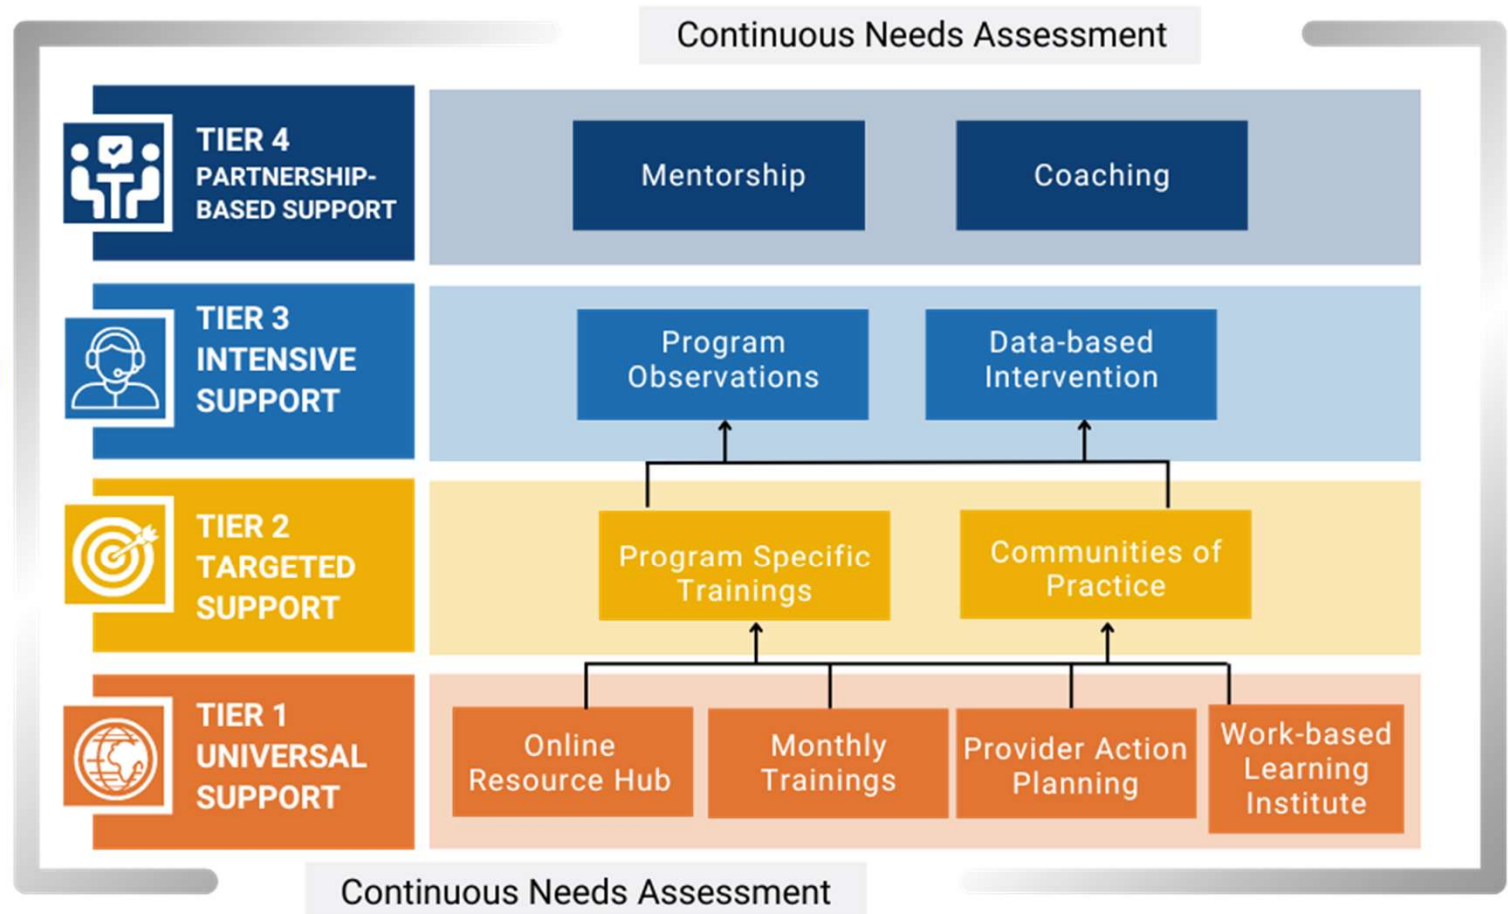 Continuous Needs Assessment
TIER 4
PARTNERSHIP-
BASED SUPPORT
Mentorship
Coaching
TIER 3
INTENSIVE
SUPPORT
Program
Observations
Data-based
Intervention
TIER 2
TARGETED
SUPPORT
Program Specific
Trainings
Communities of
Practice
TIER 1
UNIVERSAL
SUPPORT
Online
Resource Hub
Monthly
Trainings
Provider Action
Planning
Work-based
Learning
Institute
Continuous Needs Assessment